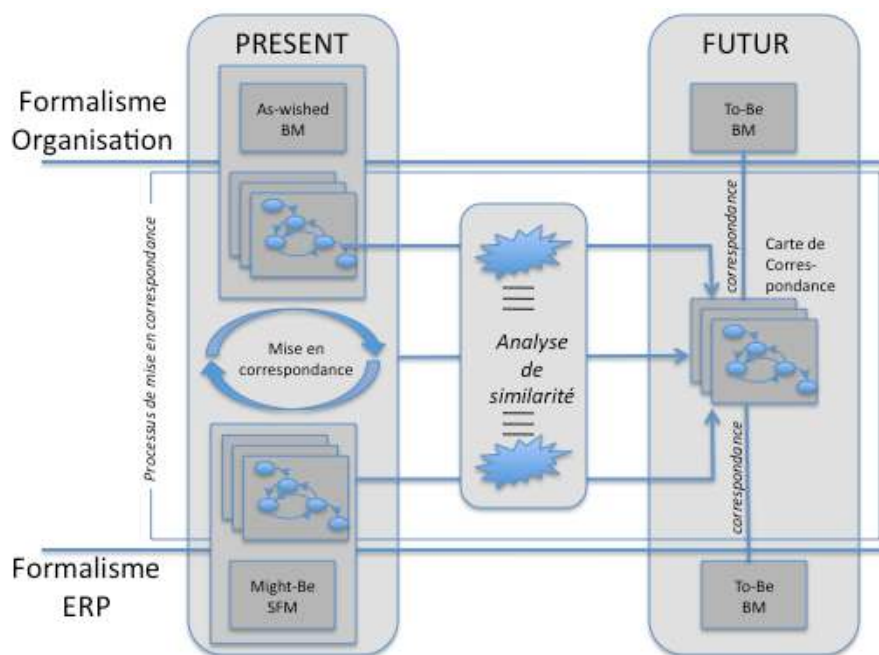 PRESENT
FUTUR
Formalisme
Organisation
As-wished
BM
To-Be
BM
Processus de mise en correspondance
correspondance
Carte de
Corres-
pondance
Mise en
correspondance
Analyse
de
similarité
correspondance
Formalisme
ERP
Might-Be
SFM
To-Be
BM